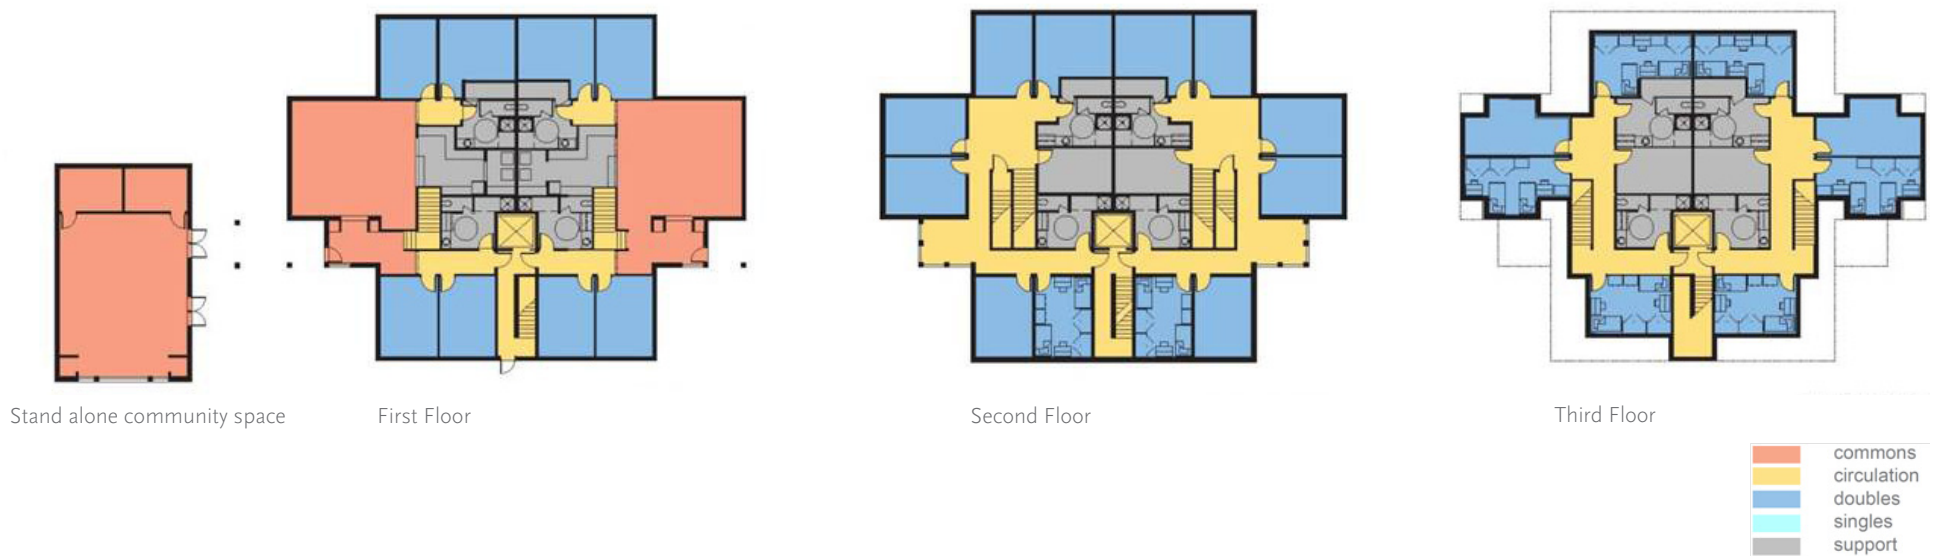 Stand alone community space
First Floor
Second Floor
Third Floor
commons
circulation
doubles
singles
support